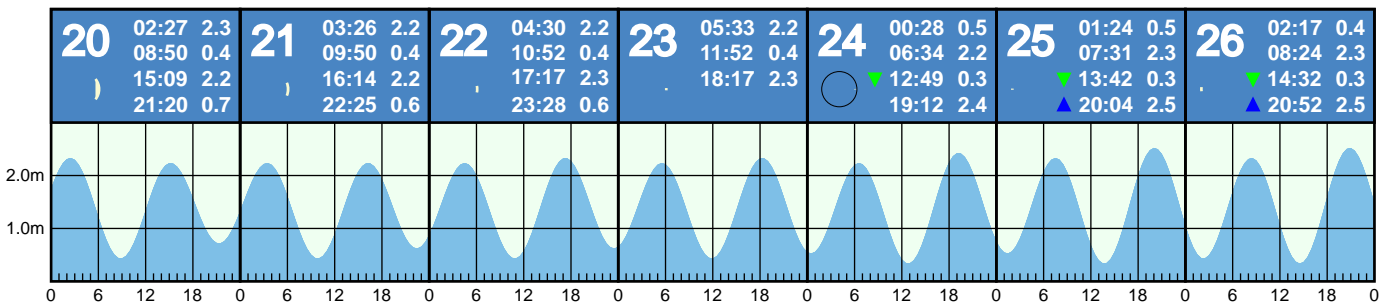 20 02:27 2.3 21 03:26 2.2 22 04:30 2.2 23 05:33 2.2 24 00:28 0.5 25 01:24 0.5 26 02:17 0.4
08:50 0.4 09:50 0.4 10:52 0.4 11:52 0.4 06:34 2.2 07:31 2.3 08:24 2.3
15:09 2.2 16:14 2.2 17:17 2.3 18:17 2.3 ▼ 12:49 0.3 ▼ 13:42 0.3 ▼ 14:32 0.3
21:20 0.7 22:25 0.6 23:28 0.6 19:12 2.4 ▲ 20:04 2.5 ▲ 20:52 2.5
2.0m
1.0m
0 6 12 18 0 6 12 18 0 6 12 18 0 6 12 18 0 6 12 18 0 6 12 18 0 6 12 18 0